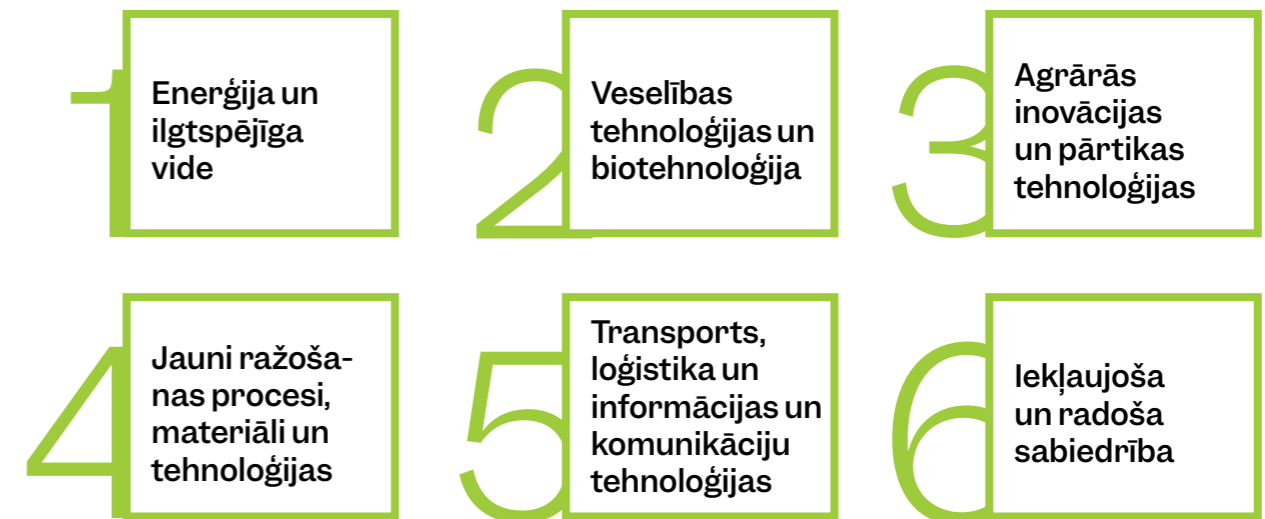 1
Enerģija un
ilgtspējīga
vide
2
Veselības
tehnoloģijas un
biotehnoloģija
3
Agrārās
inovācijas
un pārtikas
tehnoloģijas
4
Jauni ražoša-
nas procesi,
materiāli un
tehnoloģijas
5
Transports,
loģistika un
informācijas un
komunikāciju
tehnoloģijas
6
Iekļaujoša
un radoša
sabiedrība